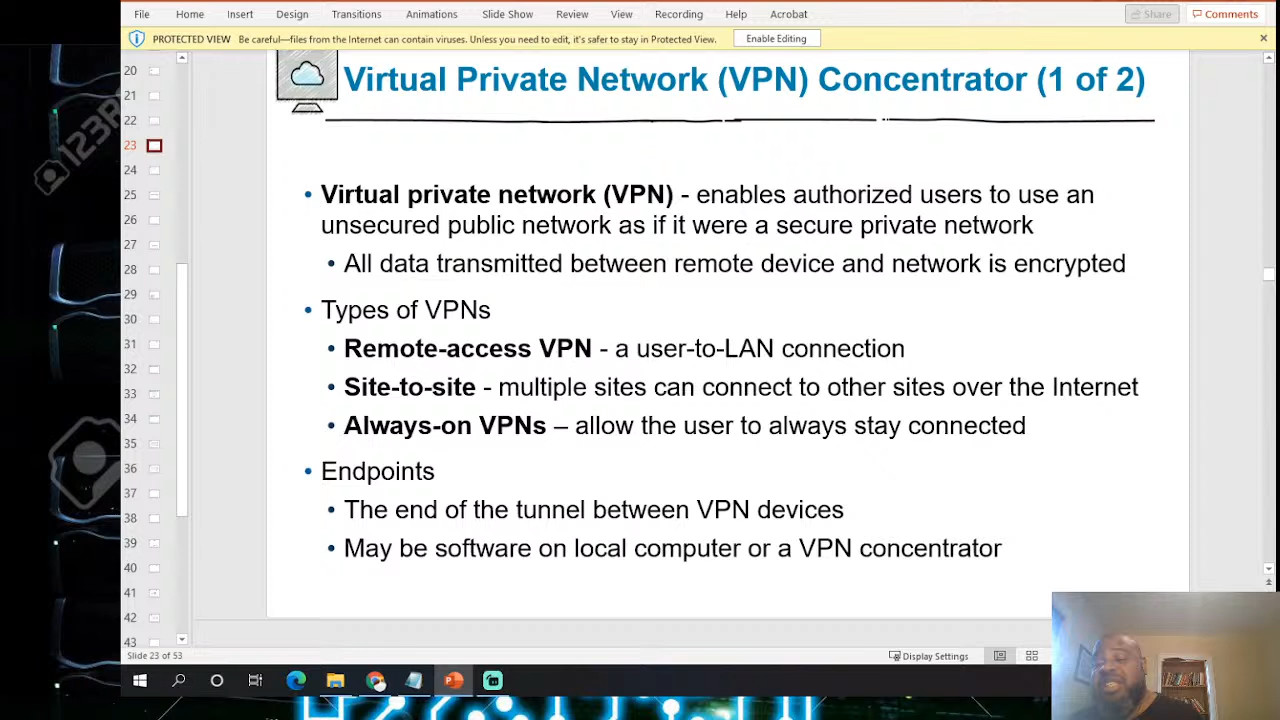 File Home Insert Design Transitions Animations Slide Show Review View Recording Help Acrobat Share Comments
PROTECTED VIEW Be careful—files from the Internet can contain viruses. Unless you need to edit, it's safer to stay in Protected View. Enable Editing
20
21
22
23
24
25
26
27
28
29
30
31
32
33
34
35
36
37
38
39
40
41
42
43
Virtual Private Network (VPN) Concentrator (1 of 2)
• Virtual private network (VPN) - enables authorized users to use an
unsecured public network as if it were a secure private network
• All data transmitted between remote device and network is encrypted
• Types of VPNs
• Remote-access VPN - a user-to-LAN connection
• Site-to-site - multiple sites can connect to other sites over the Internet
• Always-on VPNs – allow the user to always stay connected
• Endpoints
• The end of the tunnel between VPN devices
• May be software on local computer or a VPN concentrator
Slide 23 of 53 Display Settings